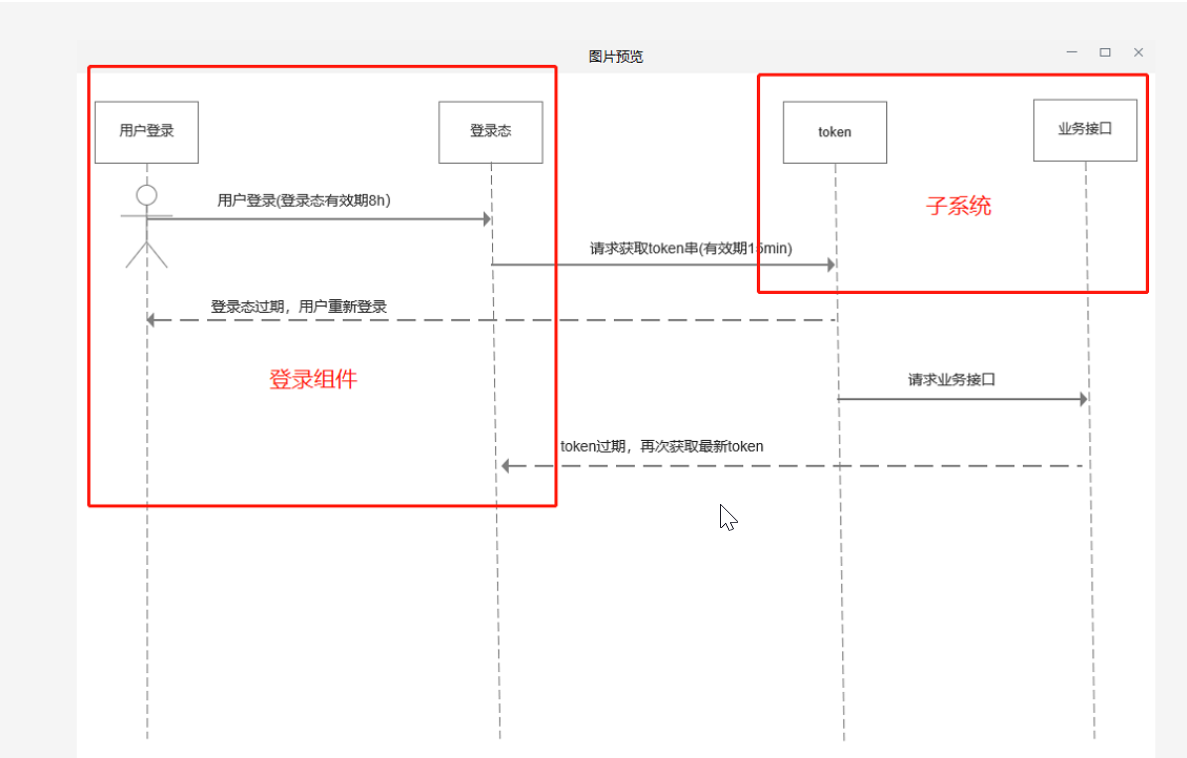 图片预览
用户登录
登录态
token
业务接口
用户登录(登录态有效期8h)
子系统
请求获取token串(有效期15min)
登录态过期，用户重新登录
登录组件
请求业务接口
token过期，再次获取最新token